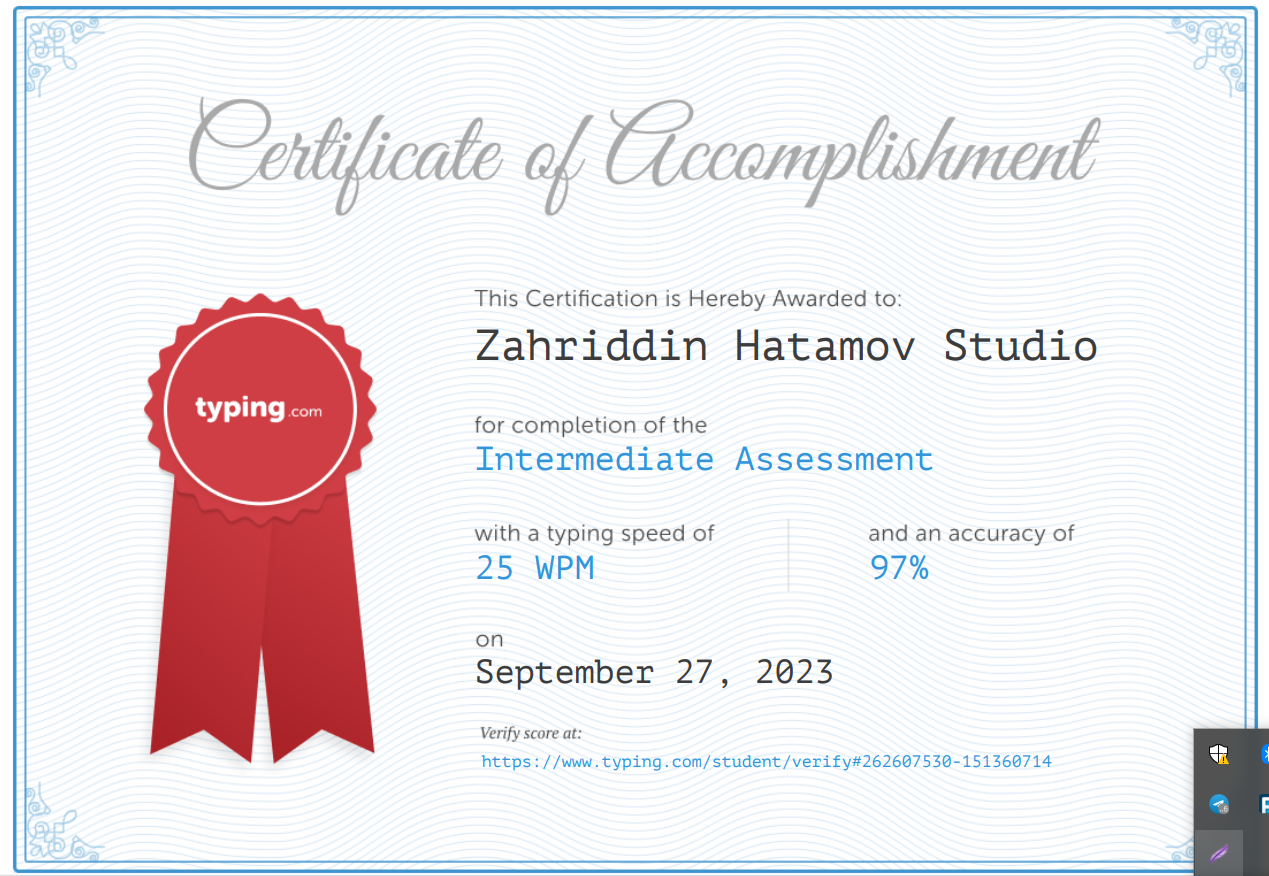 Certificate of Accomplishment
This Certification is Hereby Awarded to:
Zahriddin Hatamov Studio
typing.com
for completion of the
Intermediate Assessment
with a typing speed of
25 WPM
and an accuracy of
97%
on
September 27, 2023
Verify score at:
https://www.typing.com/student/verify#262607530-151360714